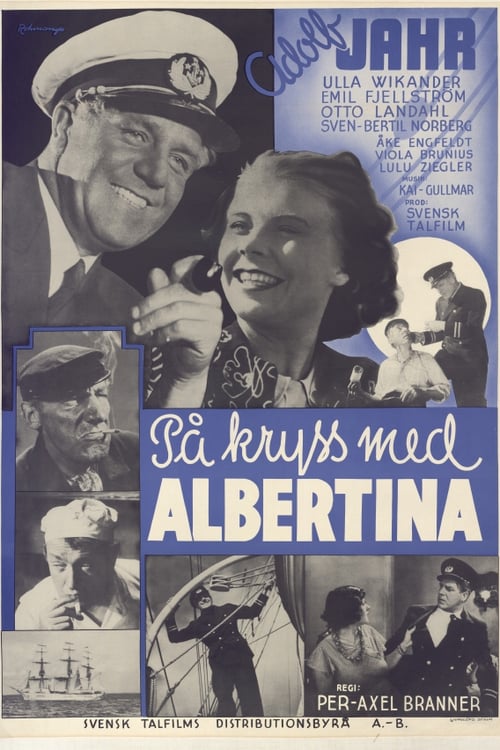 Rohman
Adolf
JAHR
ULLA WIKANDER
EMIL FJELLSTRÖM
OTTO LANDAHL
SVEN-BERTIL NORBERG
ÅKE ENGFELDT
VIOLA BRUNIUS
LULU ZIEGLER
MUSIK:
KAI-GULLMAR
PROD:
SVENSK
TALFILM
På kryss med
ALBERTINA
REGI:
PER-AXEL BRANNER
SVENSK TALFILMS DISTRIBUTIONSBYRÅ A.-B.